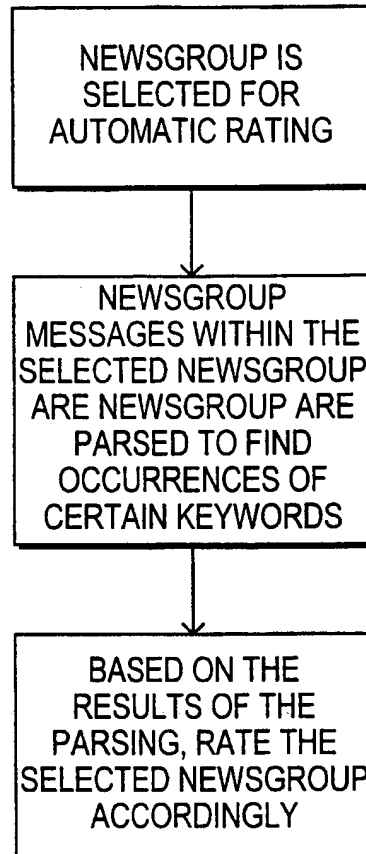 NEWSGROUP IS
SELECTED FOR
AUTOMATIC RATING
NEWSGROUP
MESSAGES WITHIN THE
SELECTED NEWSGROUP
ARE NEWSGROUP ARE
PARSED TO FIND
OCCURRENCES OF
CERTAIN KEYWORDS
BASED ON THE
RESULTS OF THE
PARSING, RATE THE
SELECTED NEWSGROUP
ACCORDINGLY